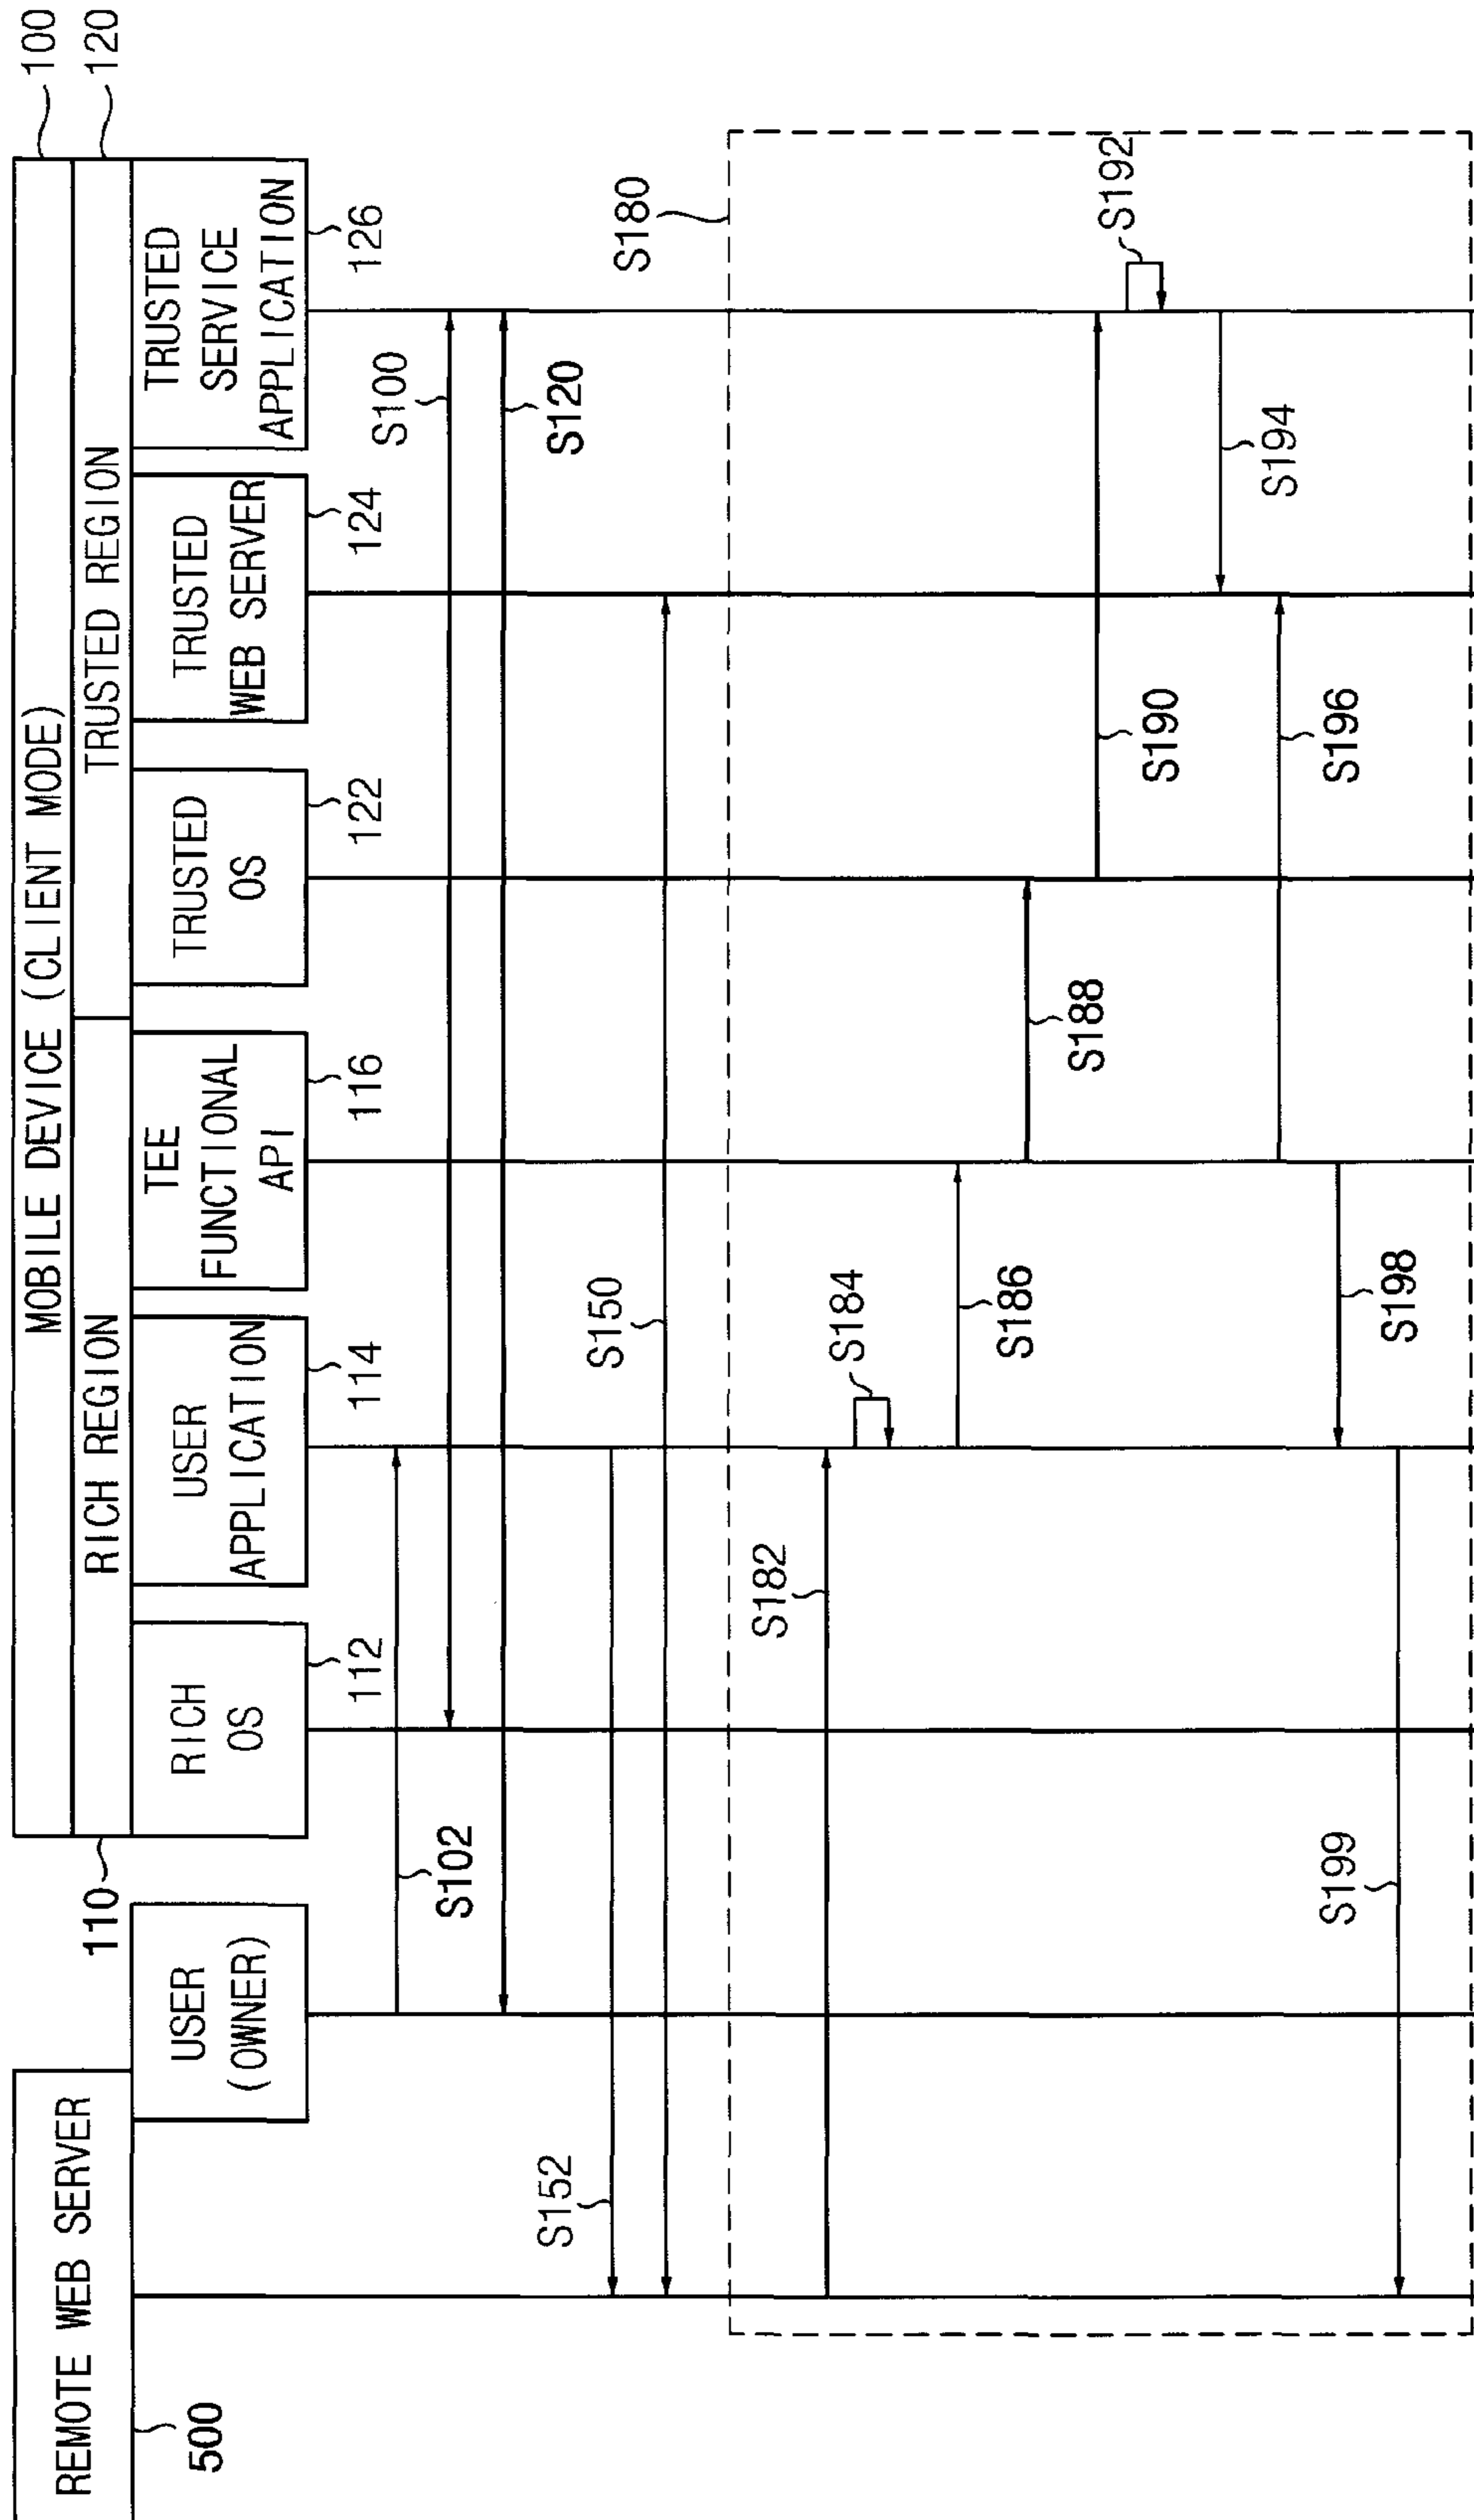 100
120
MOBILE DEVICE (CLIENT MODE)
RICH REGION
TRUSTED REGION
110
REMOTE WEB SERVER
500
USER
(OWNER)
RICH
OS
112
USER
APPLICATION
114
TEE
FUNCTIONAL
API
116
TRUSTED
OS
122
TRUSTED
WEB SERVER
124
TRUSTED
SERVICE
APPLICATION
126
S102
S100
S120
S152
S150
S180
S182
S184
S186
S188
S190
S192
S194
S196
S198
S199